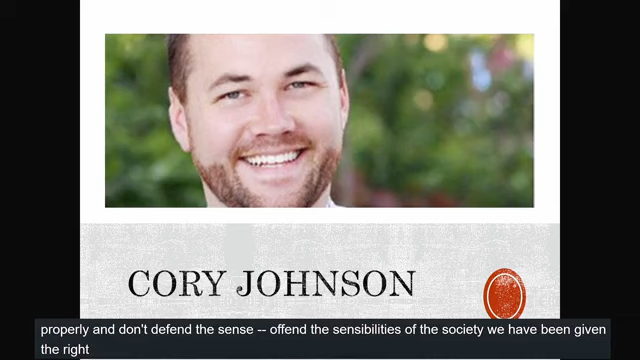 CORY JOHNSON
properly and don't defend the sense -- offend the sensibilities of the society we have been given
the right